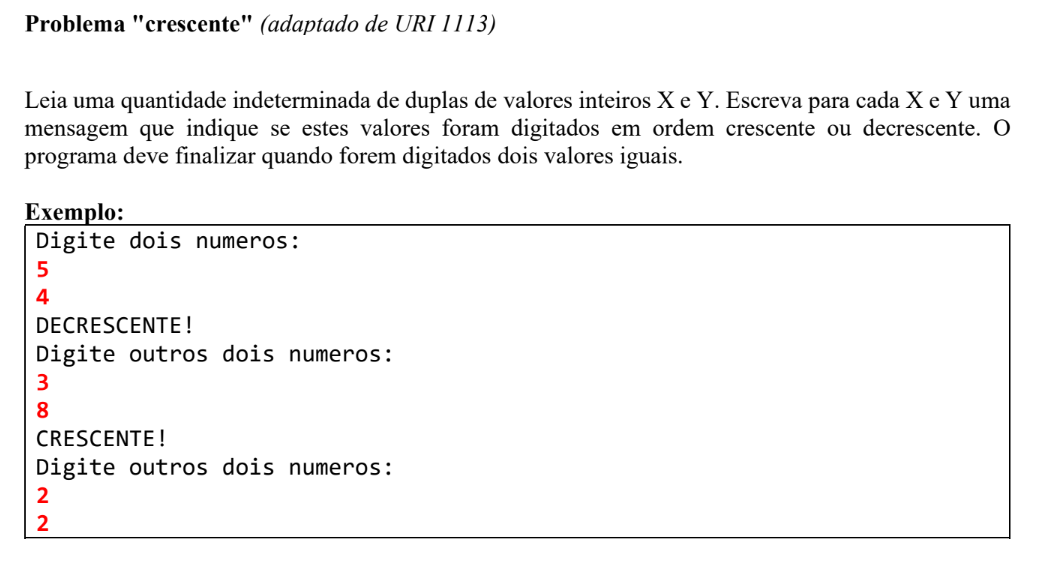 Problema "crescente" (adaptado de URI 1113)
Leia uma quantidade indeterminada de duplas de valores inteiros X e Y. Escreva para cada X e Y uma
mensagem que indique se estes valores foram digitados em ordem crescente ou decrescente. O
programa deve finalizar quando forem digitados dois valores iguais.
Exemplo:
Digite dois numeros:
5
4
DECRESCENTE!
Digite outros dois numeros:
3
8
CRESCENTE!
Digite outros dois numeros:
2
2